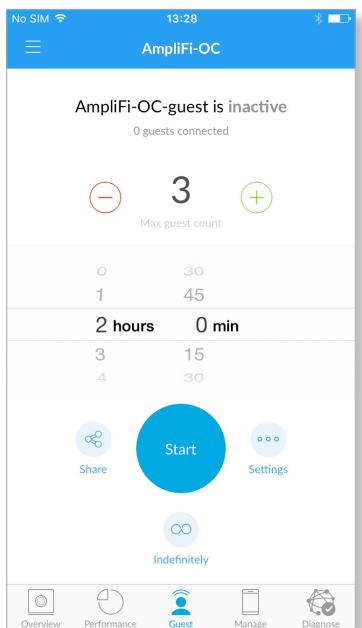 No SIM 13:28
AmpliFi-OC
AmpliFi-OC-guest is inactive
0 guests connected
3
Max guest count
0 30
1 45
2 hours 0 min
3 15
4 30
Share
Start
Settings
Indefinitely
Overview Performance Guest Manage Diagnose